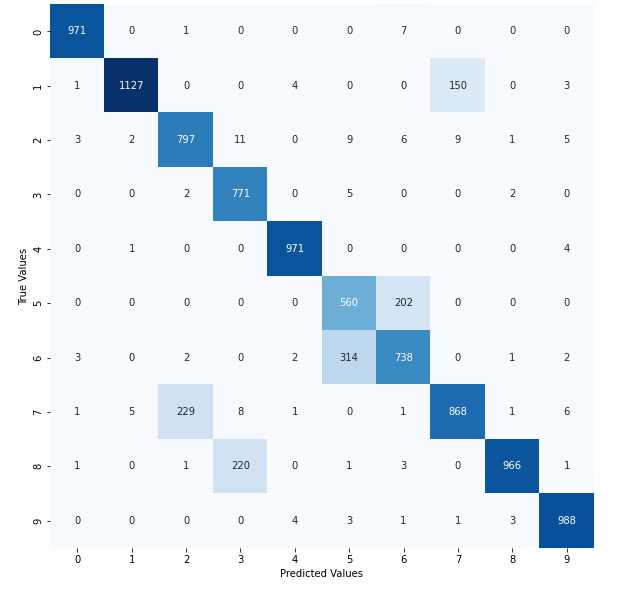 0 971 0 1 0 0 0 7 0 0 0
1 1 1127 0 0 4 0 0 150 0 3
2 3 2 797 11 0 9 6 9 1 5
3 0 0 2 771 0 5 0 0 2 0
4 0 1 0 0 971 0 0 0 0 4
5 0 0 0 0 0 560 202 0 0 0
6 3 0 2 0 2 314 738 0 1 2
7 1 5 229 8 1 0 1 868 1 6
8 1 0 1 220 0 1 3 0 966 1
9 0 0 0 0 4 3 1 1 3 988
0 1 2 3 4 5 6 7 8 9
True Values
Predicted Values